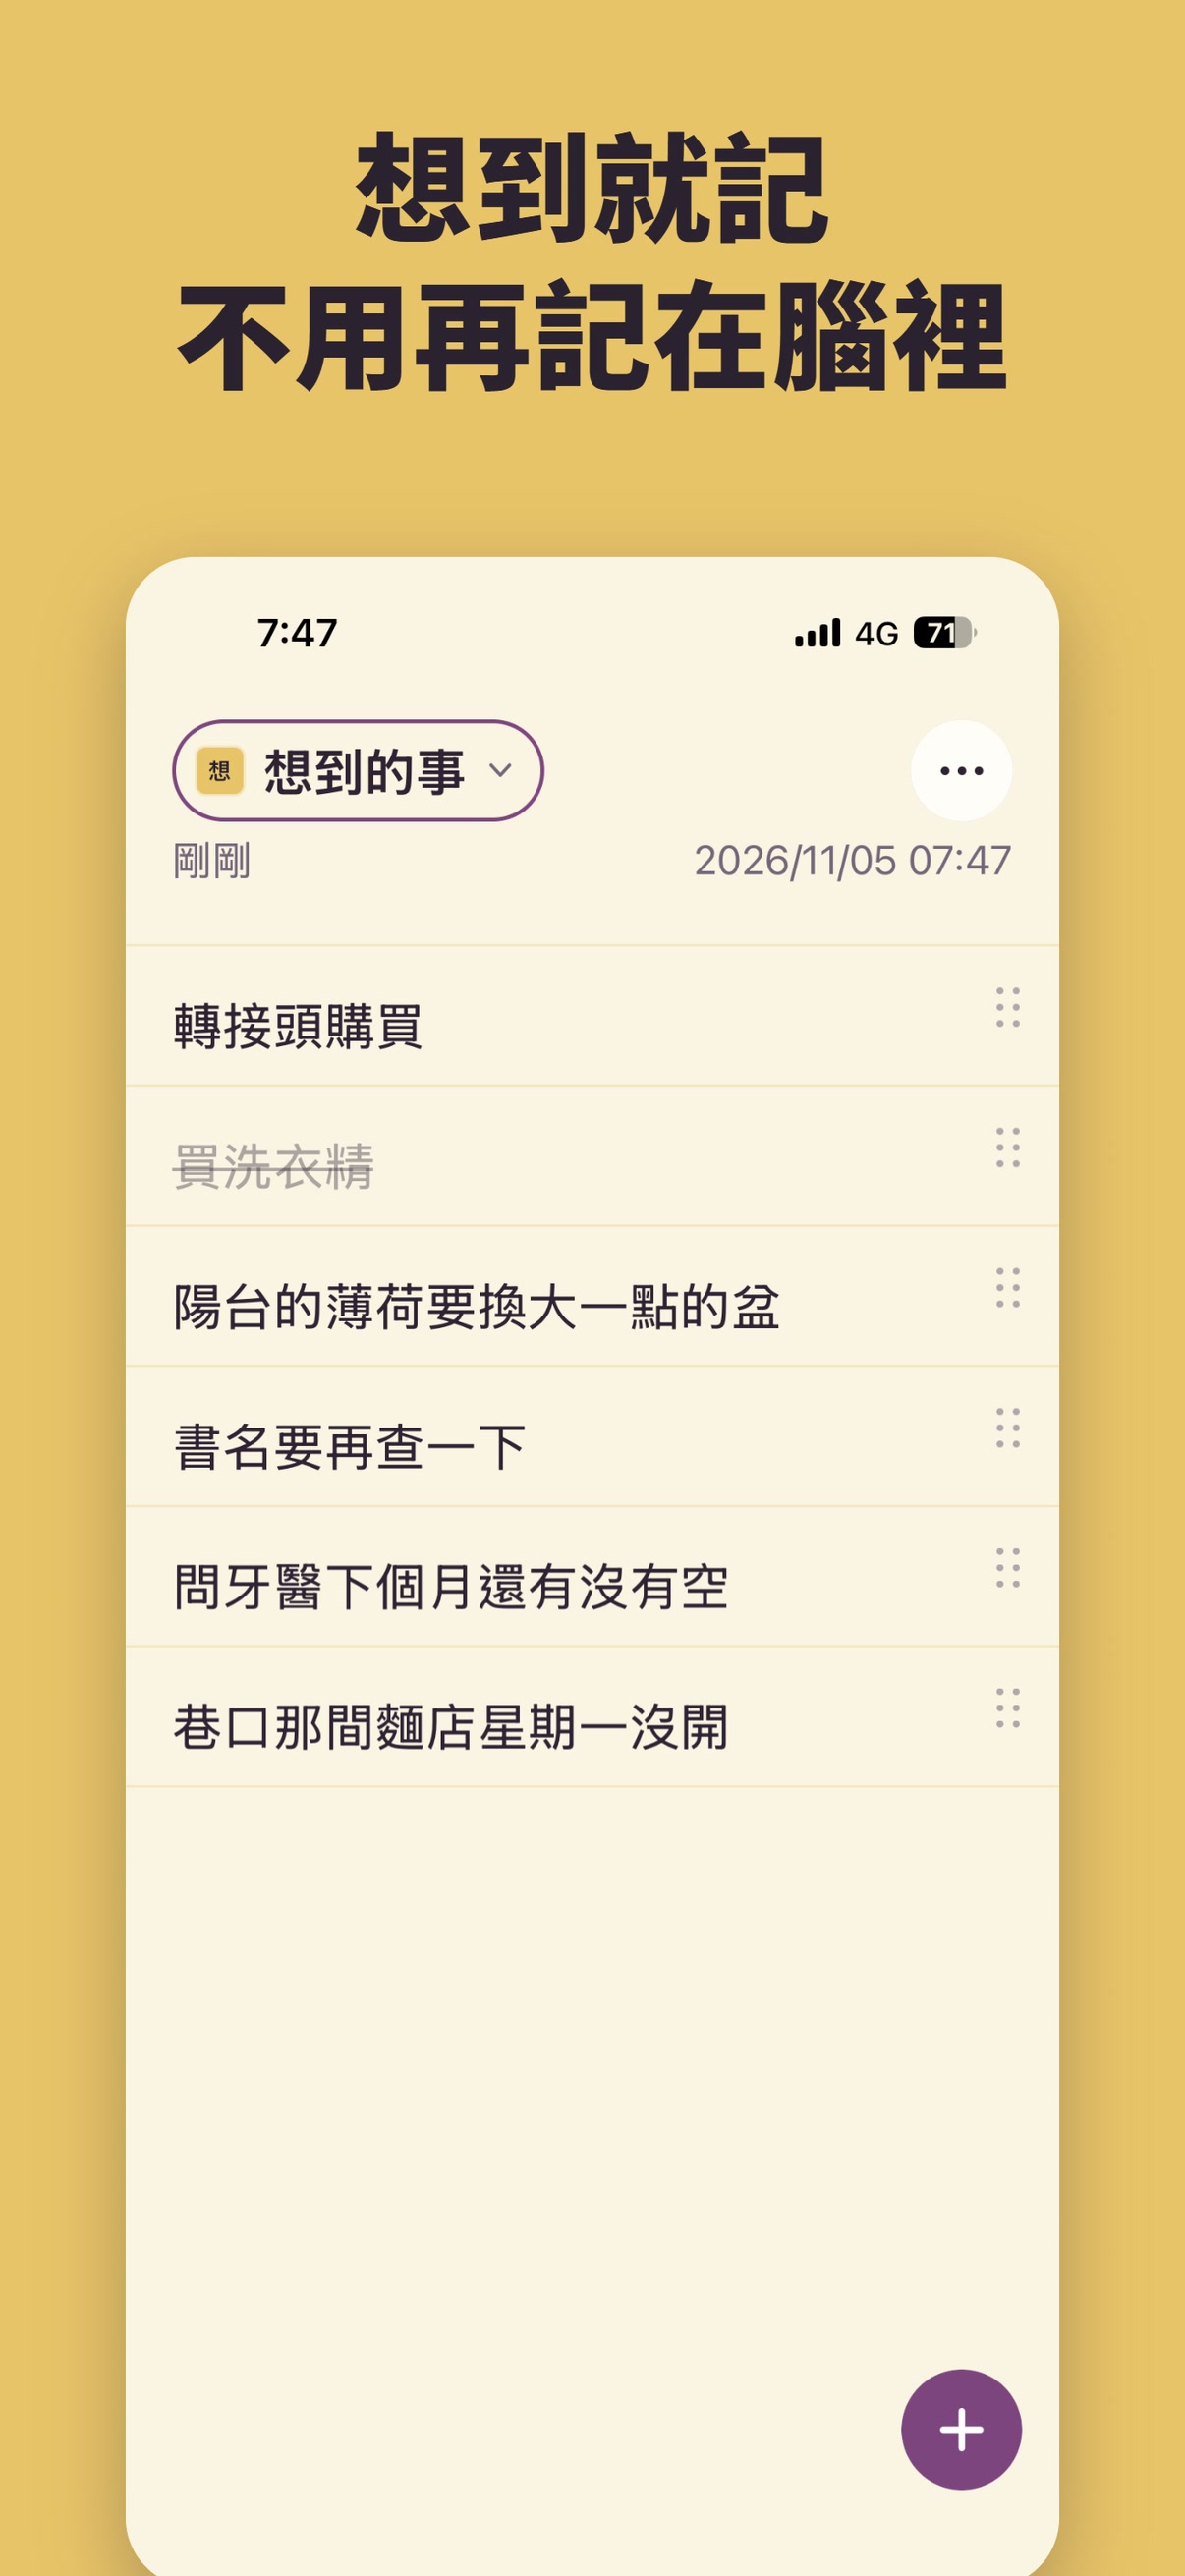 想到就記
不用再記在腦裡
7:47 4G 71
想 想到的事
剛剛 2026/11/05 07:47
轉接頭購買
買洗衣精
陽台的薄荷要換大一點的盆
書名要再查一下
問牙醫下個月還有沒有空
巷口那間麵店星期一沒開